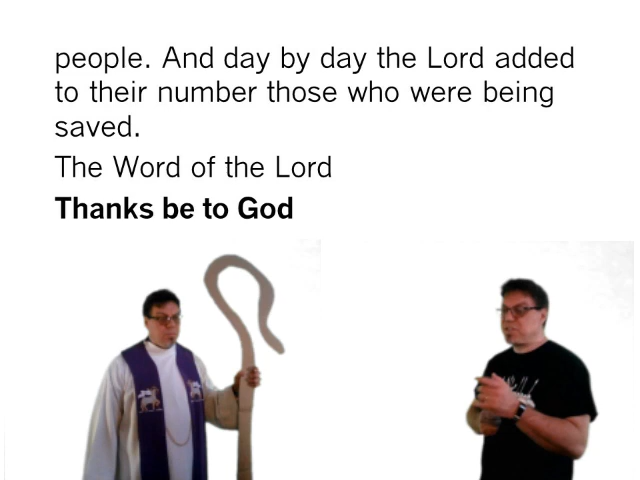 people. And day by day the Lord added
to their number those who were being
saved.
The Word of the Lord
Thanks be to God